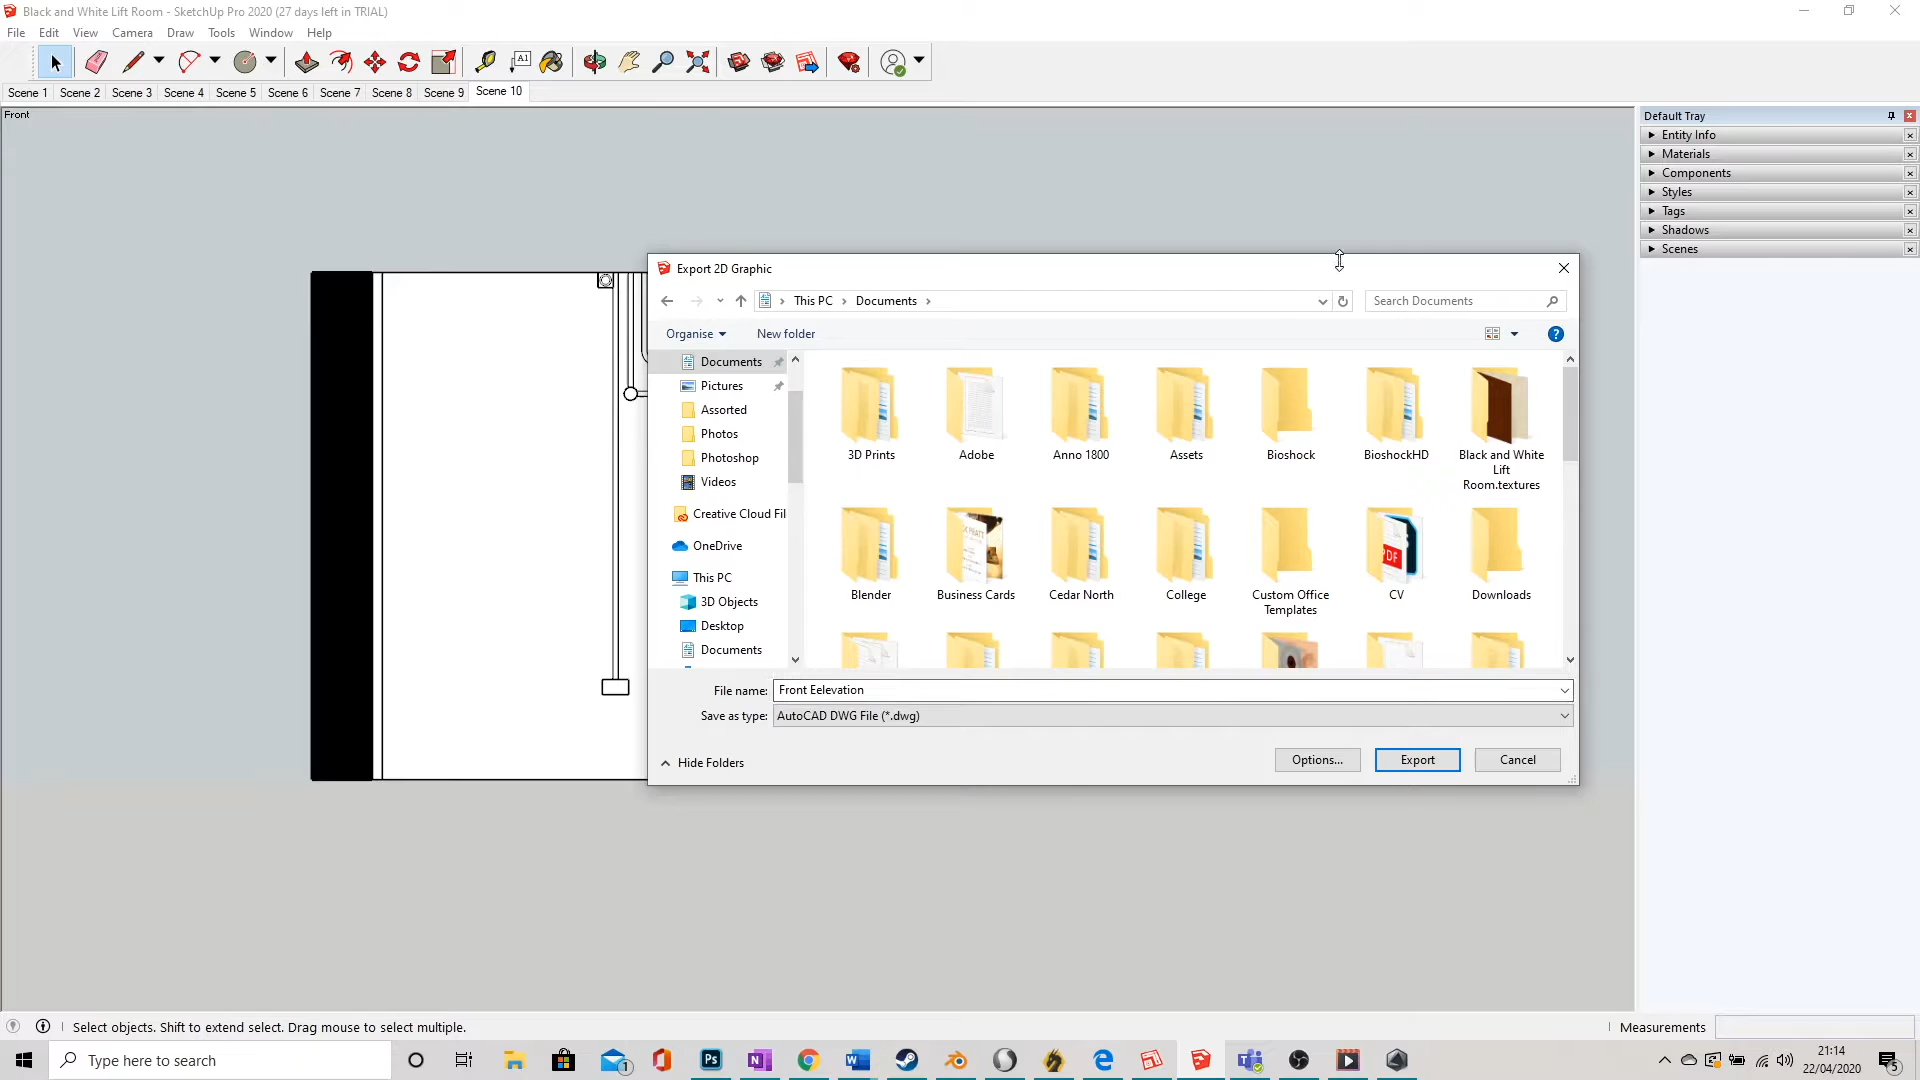 Black and White Lift Room - SketchUp Pro 2020 (27 days left in TRIAL)
File Edit View Camera Draw Tools Window Help
A1
Scene 1 Scene 2 Scene 3 Scene 4 Scene 5 Scene 6 Scene 7 Scene 8 Scene 9 Scene 10
Front
Default Tray
Entity Info
Materials
Components
Styles
Tags
Shadows
Scenes
Export 2D Graphic
This PC Documents
Search Documents
Organise New folder
Documents
Pictures
Assorted
Photos
Photoshop
Videos
Creative Cloud Fil
OneDrive
This PC
3D Objects
Desktop
Documents
3D Prints Adobe Anno 1800 Assets Bioshock BioshockHD Black and White
Lift
Room.textures
PDF
Blender Business Cards Cedar North College Custom Office CV Downloads
Templates
File name: Front Eelevation
Save as type: AutoCAD DWG File (*.dwg)
Hide Folders Options... Export Cancel
Select objects. Shift to extend select. Drag mouse to select multiple. Measurements
Type here to search
1
Ps
21:14
22/04/2020
5